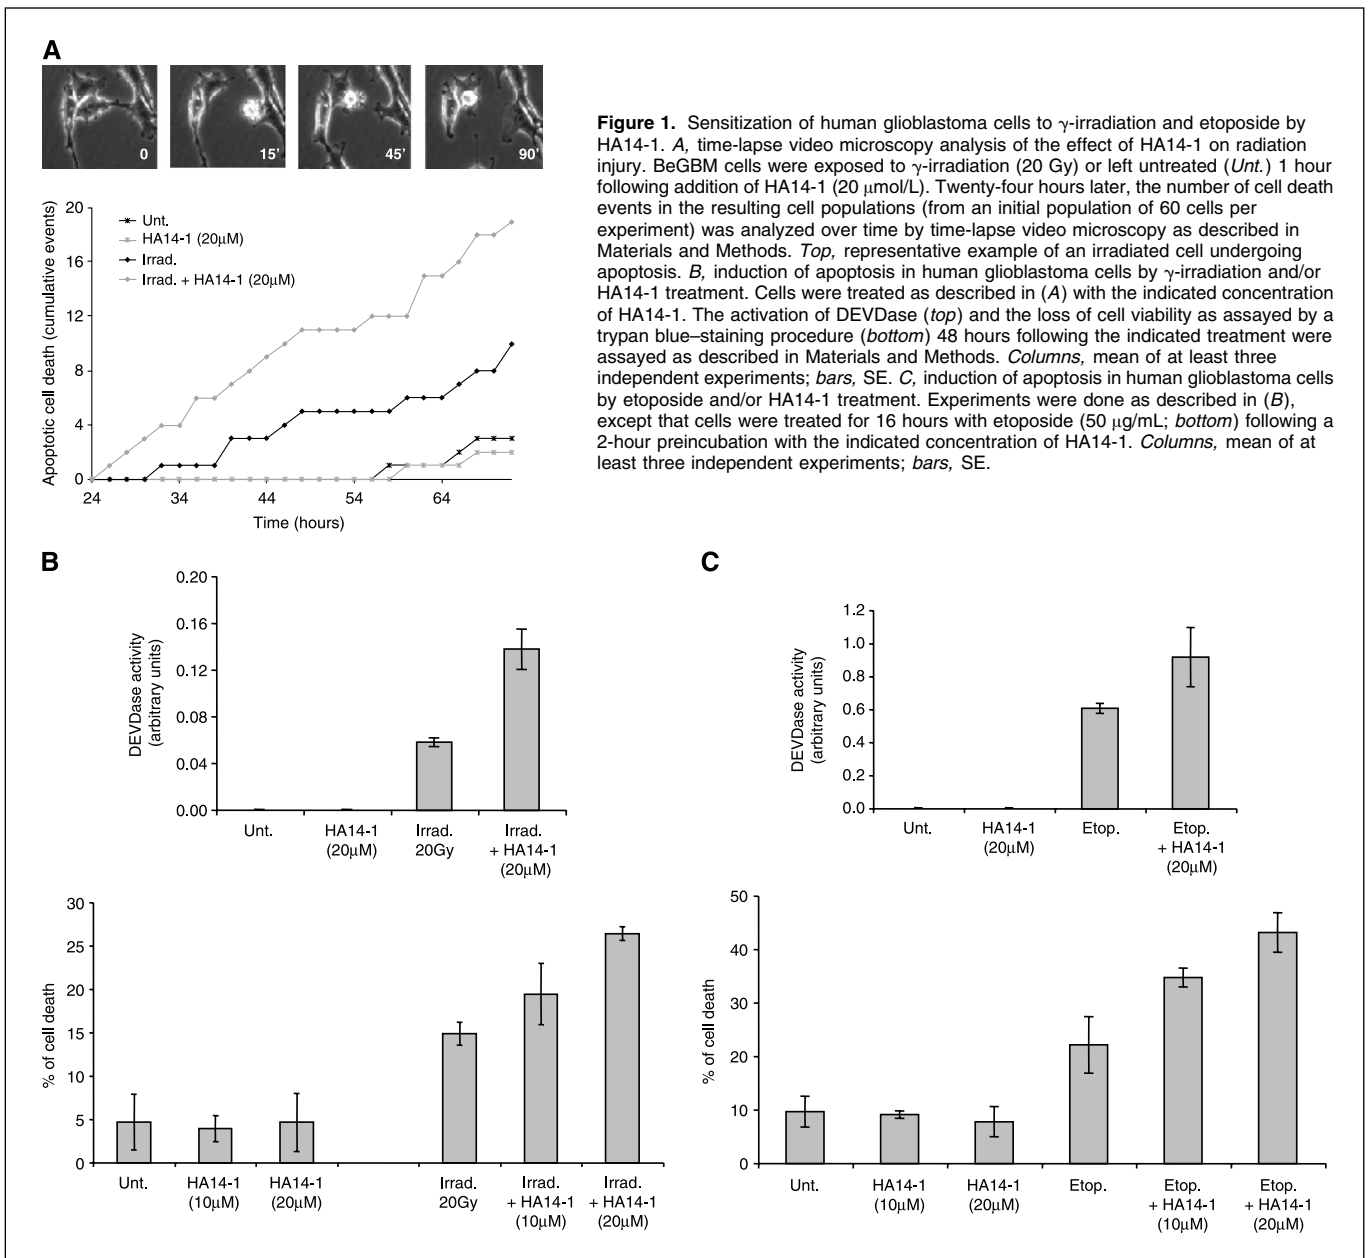 A
0
15’
45’
90’
Figure 1. Sensitization of human glioblastoma cells to γ-irradiation and etoposide by
HA14-1. A, time-lapse video microscopy analysis of the effect of HA14-1 on radiation
injury. BeGBM cells were exposed to γ-irradiation (20 Gy) or left untreated (Unt.) 1 hour
following addition of HA14-1 (20 μmol/L). Twenty-four hours later, the number of cell death
events in the resulting cell populations (from an initial population of 60 cells per
experiment) was analyzed over time by time-lapse video microscopy as described in
Materials and Methods. Top, representative example of an irradiated cell undergoing
apoptosis. B, induction of apoptosis in human glioblastoma cells by γ-irradiation and/or
HA14-1 treatment. Cells were treated as described in (A) with the indicated concentration
of HA14-1. The activation of DEVDase (top) and the loss of cell viability as assayed by a
trypan blue–staining procedure (bottom) 48 hours following the indicated treatment were
assayed as described in Materials and Methods. Columns, mean of at least three
independent experiments; bars, SE. C, induction of apoptosis in human glioblastoma cells
by etoposide and/or HA14-1 treatment. Experiments were done as described in (B),
except that cells were treated for 16 hours with etoposide (50 μg/mL; bottom) following a
2-hour preincubation with the indicated concentration of HA14-1. Columns, mean of at
least three independent experiments; bars, SE.
Apoptotic cell death (cumulative events)
20
16
12
8
4
0
Unt.
HA14-1 (20μM)
Irrad.
Irrad. + HA14-1 (20μM)
24 34 44 54 64
Time (hours)
B
DEVDase activity
(arbitrary units)
0.20
0.16
0.12
0.08
0.04
0.00
Unt.
HA14-1
(20μM)
Irrad.
20Gy
Irrad.
+ HA14-1
(20μM)
% of cell death
30
25
20
15
10
5
0
Unt.
HA14-1
(10μM)
HA14-1
(20μM)
Irrad.
20Gy
Irrad.
+ HA14-1
(10μM)
Irrad.
+ HA14-1
(20μM)
C
DEVDase activity
(arbitrary units)
1.2
1.0
0.8
0.6
0.4
0.2
0.0
Unt.
HA14-1
(20μM)
Etop.
Etop.
+ HA14-1
(20μM)
% of cell death
50
40
30
20
10
0
Unt.
HA14-1
(10μM)
HA14-1
(20μM)
Etop.
Etop.
+ HA14-1
(10μM)
Etop.
+ HA14-1
(20μM)